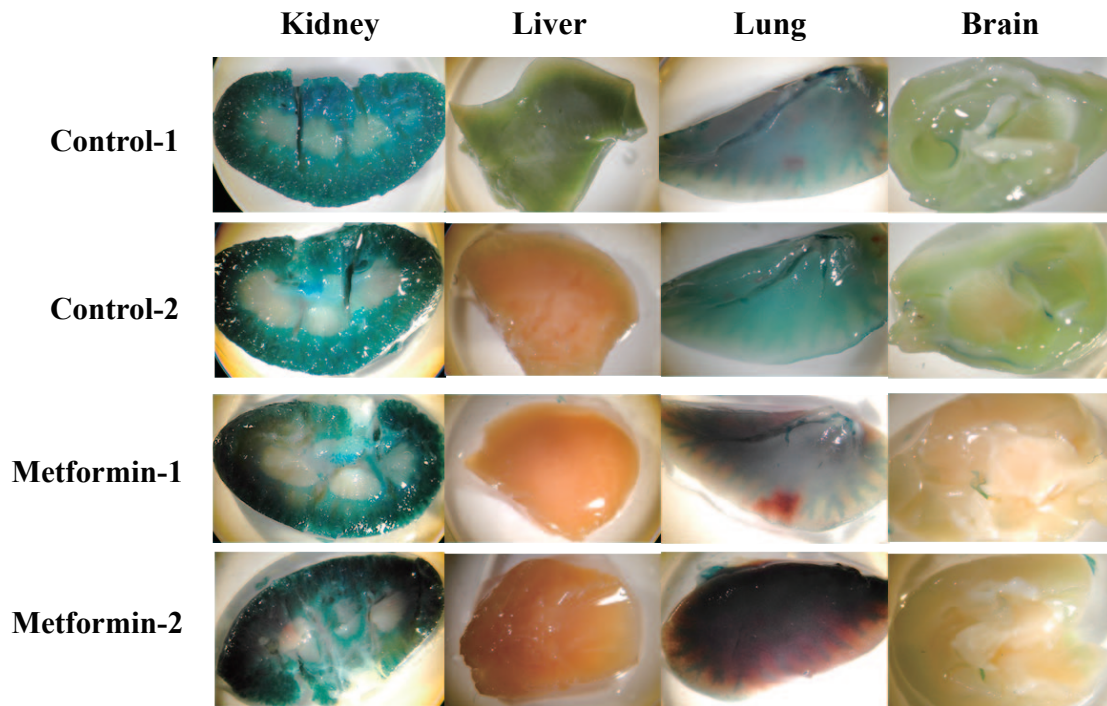 Kidney Liver Lung Brain
Control-1
Control-2
Metformin-1
Metformin-2